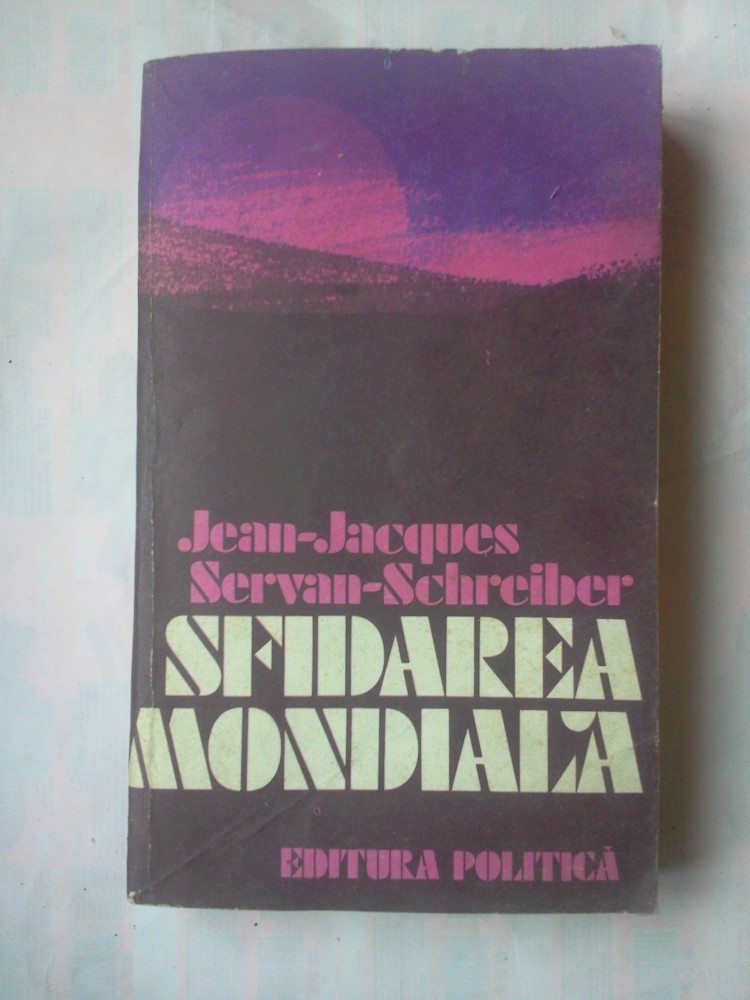 Jean-Jacques
Servan-Schreiber
SFIDAREA
MONDIALĂ
EDITURA POLITICĂ